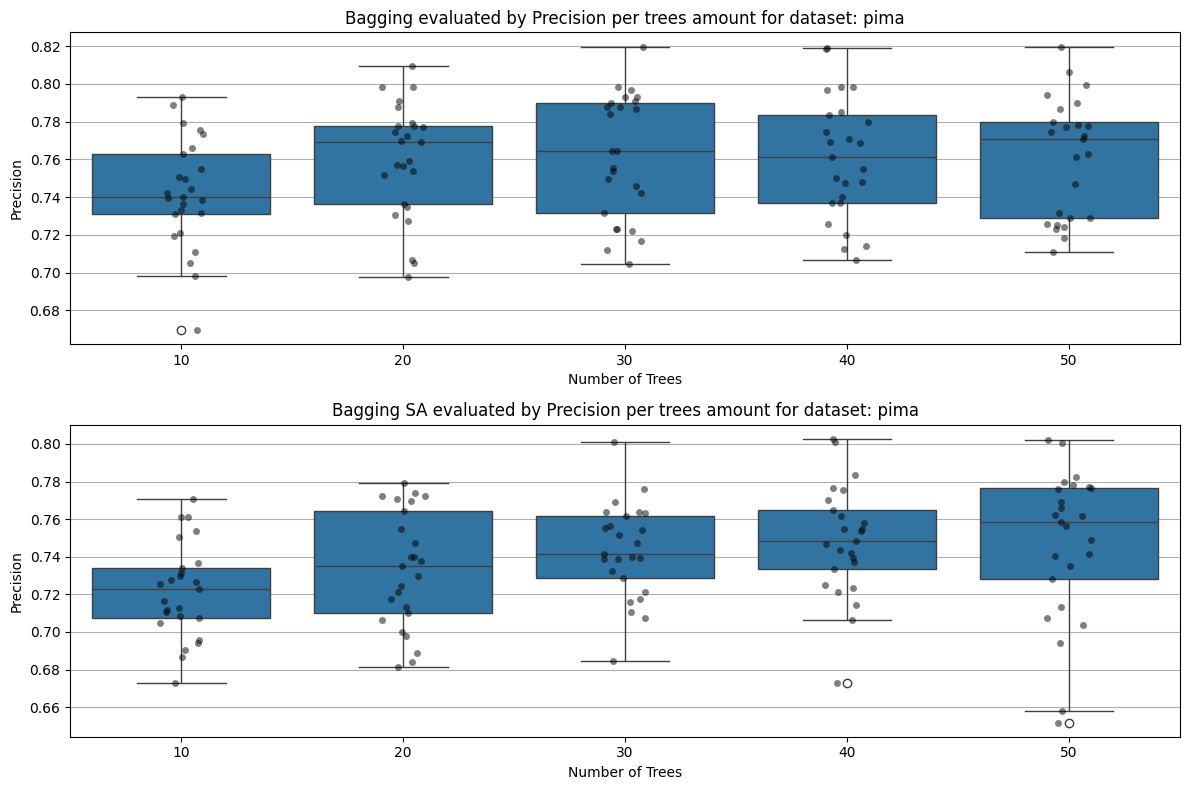 Bagging evaluated by Precision per trees amount for dataset: pima
0.82
0.80
0.78
0.76
0.74
0.72
0.70
0.68
Precision
10 20 30 40 50
Number of Trees
Bagging SA evaluated by Precision per trees amount for dataset: pima
0.80
0.78
0.76
0.74
0.72
0.70
0.68
0.66
Precision
10 20 30 40 50
Number of Trees